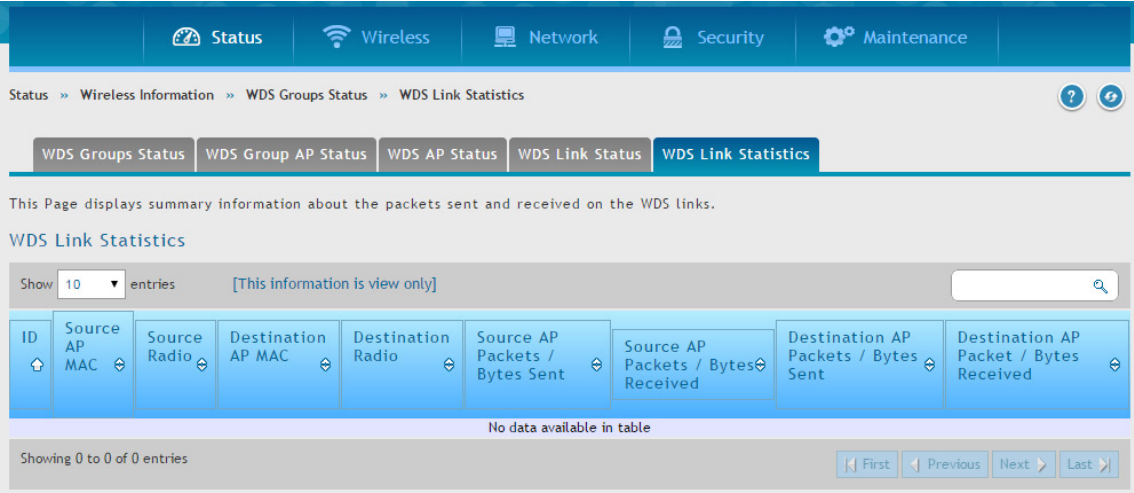 Status Wireless Network Security Maintenance
Status » Wireless Information » WDS Groups Status » WDS Link Statistics ?
WDS Groups Status WDS Group AP Status WDS AP Status WDS Link Status WDS Link Statistics
This Page displays summary information about the packets sent and received on the WDS links.
WDS Link Statistics
Show 10 entries [This information is view only]
ID
Source
AP
MAC
Source
Radio
Destination
AP MAC
Destination
Radio
Source AP
Packets /
Bytes Sent
Source AP
Packets / Bytes
Received
Destination AP
Packets / Bytes
Sent
Destination AP
Packet / Bytes
Received
No data available in table
Showing 0 to 0 of 0 entries First Previous Next Last